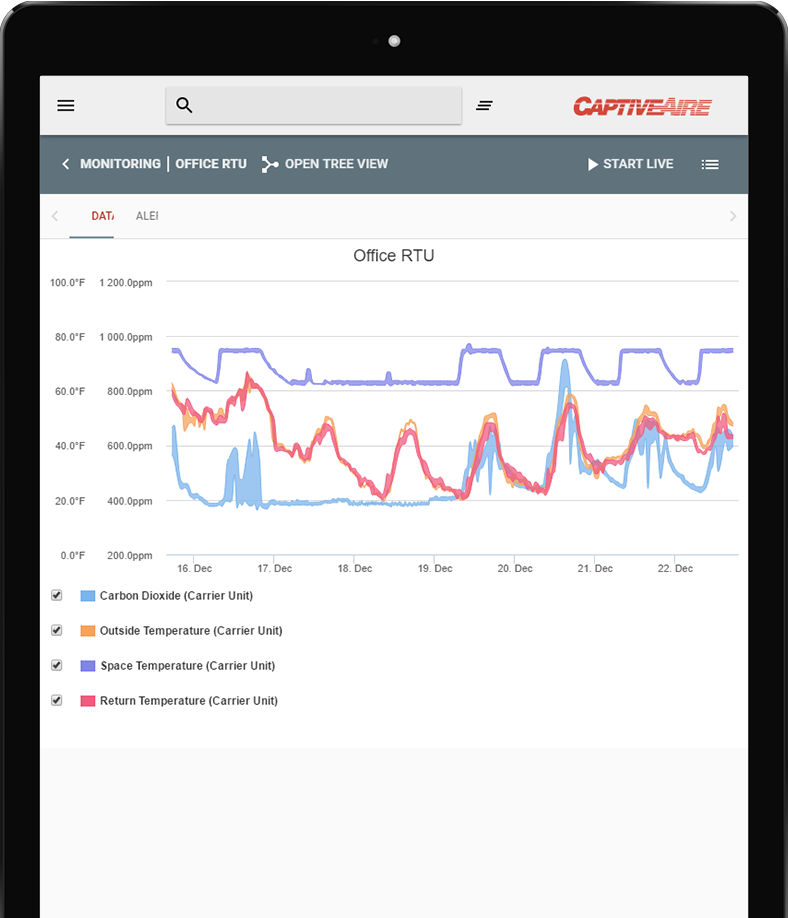 CAPTIVEAIRE
MONITORING | OFFICE RTU OPEN TREE VIEW START LIVE
DATA ALER
Office RTU
100.0°F 1 200.0ppm
80.0°F 1 000.0ppm
60.0°F 800.0ppm
40.0°F 600.0ppm
20.0°F 400.0ppm
0.0°F 200.0ppm
16. Dec 17. Dec 18. Dec 19. Dec 20. Dec 21. Dec 22. Dec
Carbon Dioxide (Carrier Unit)
Outside Temperature (Carrier Unit)
Space Temperature (Carrier Unit)
Return Temperature (Carrier Unit)